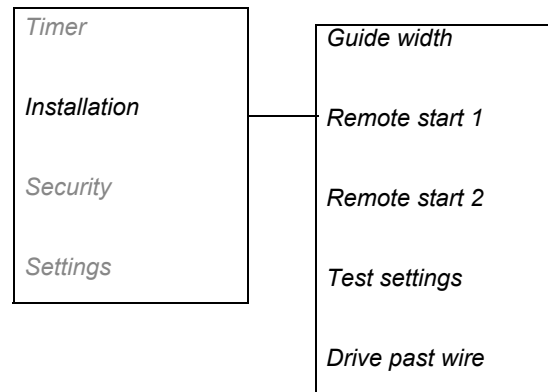 Timer
Installation
Security
Settings
Guide width
Remote start 1
Remote start 2
Test settings
Drive past wire